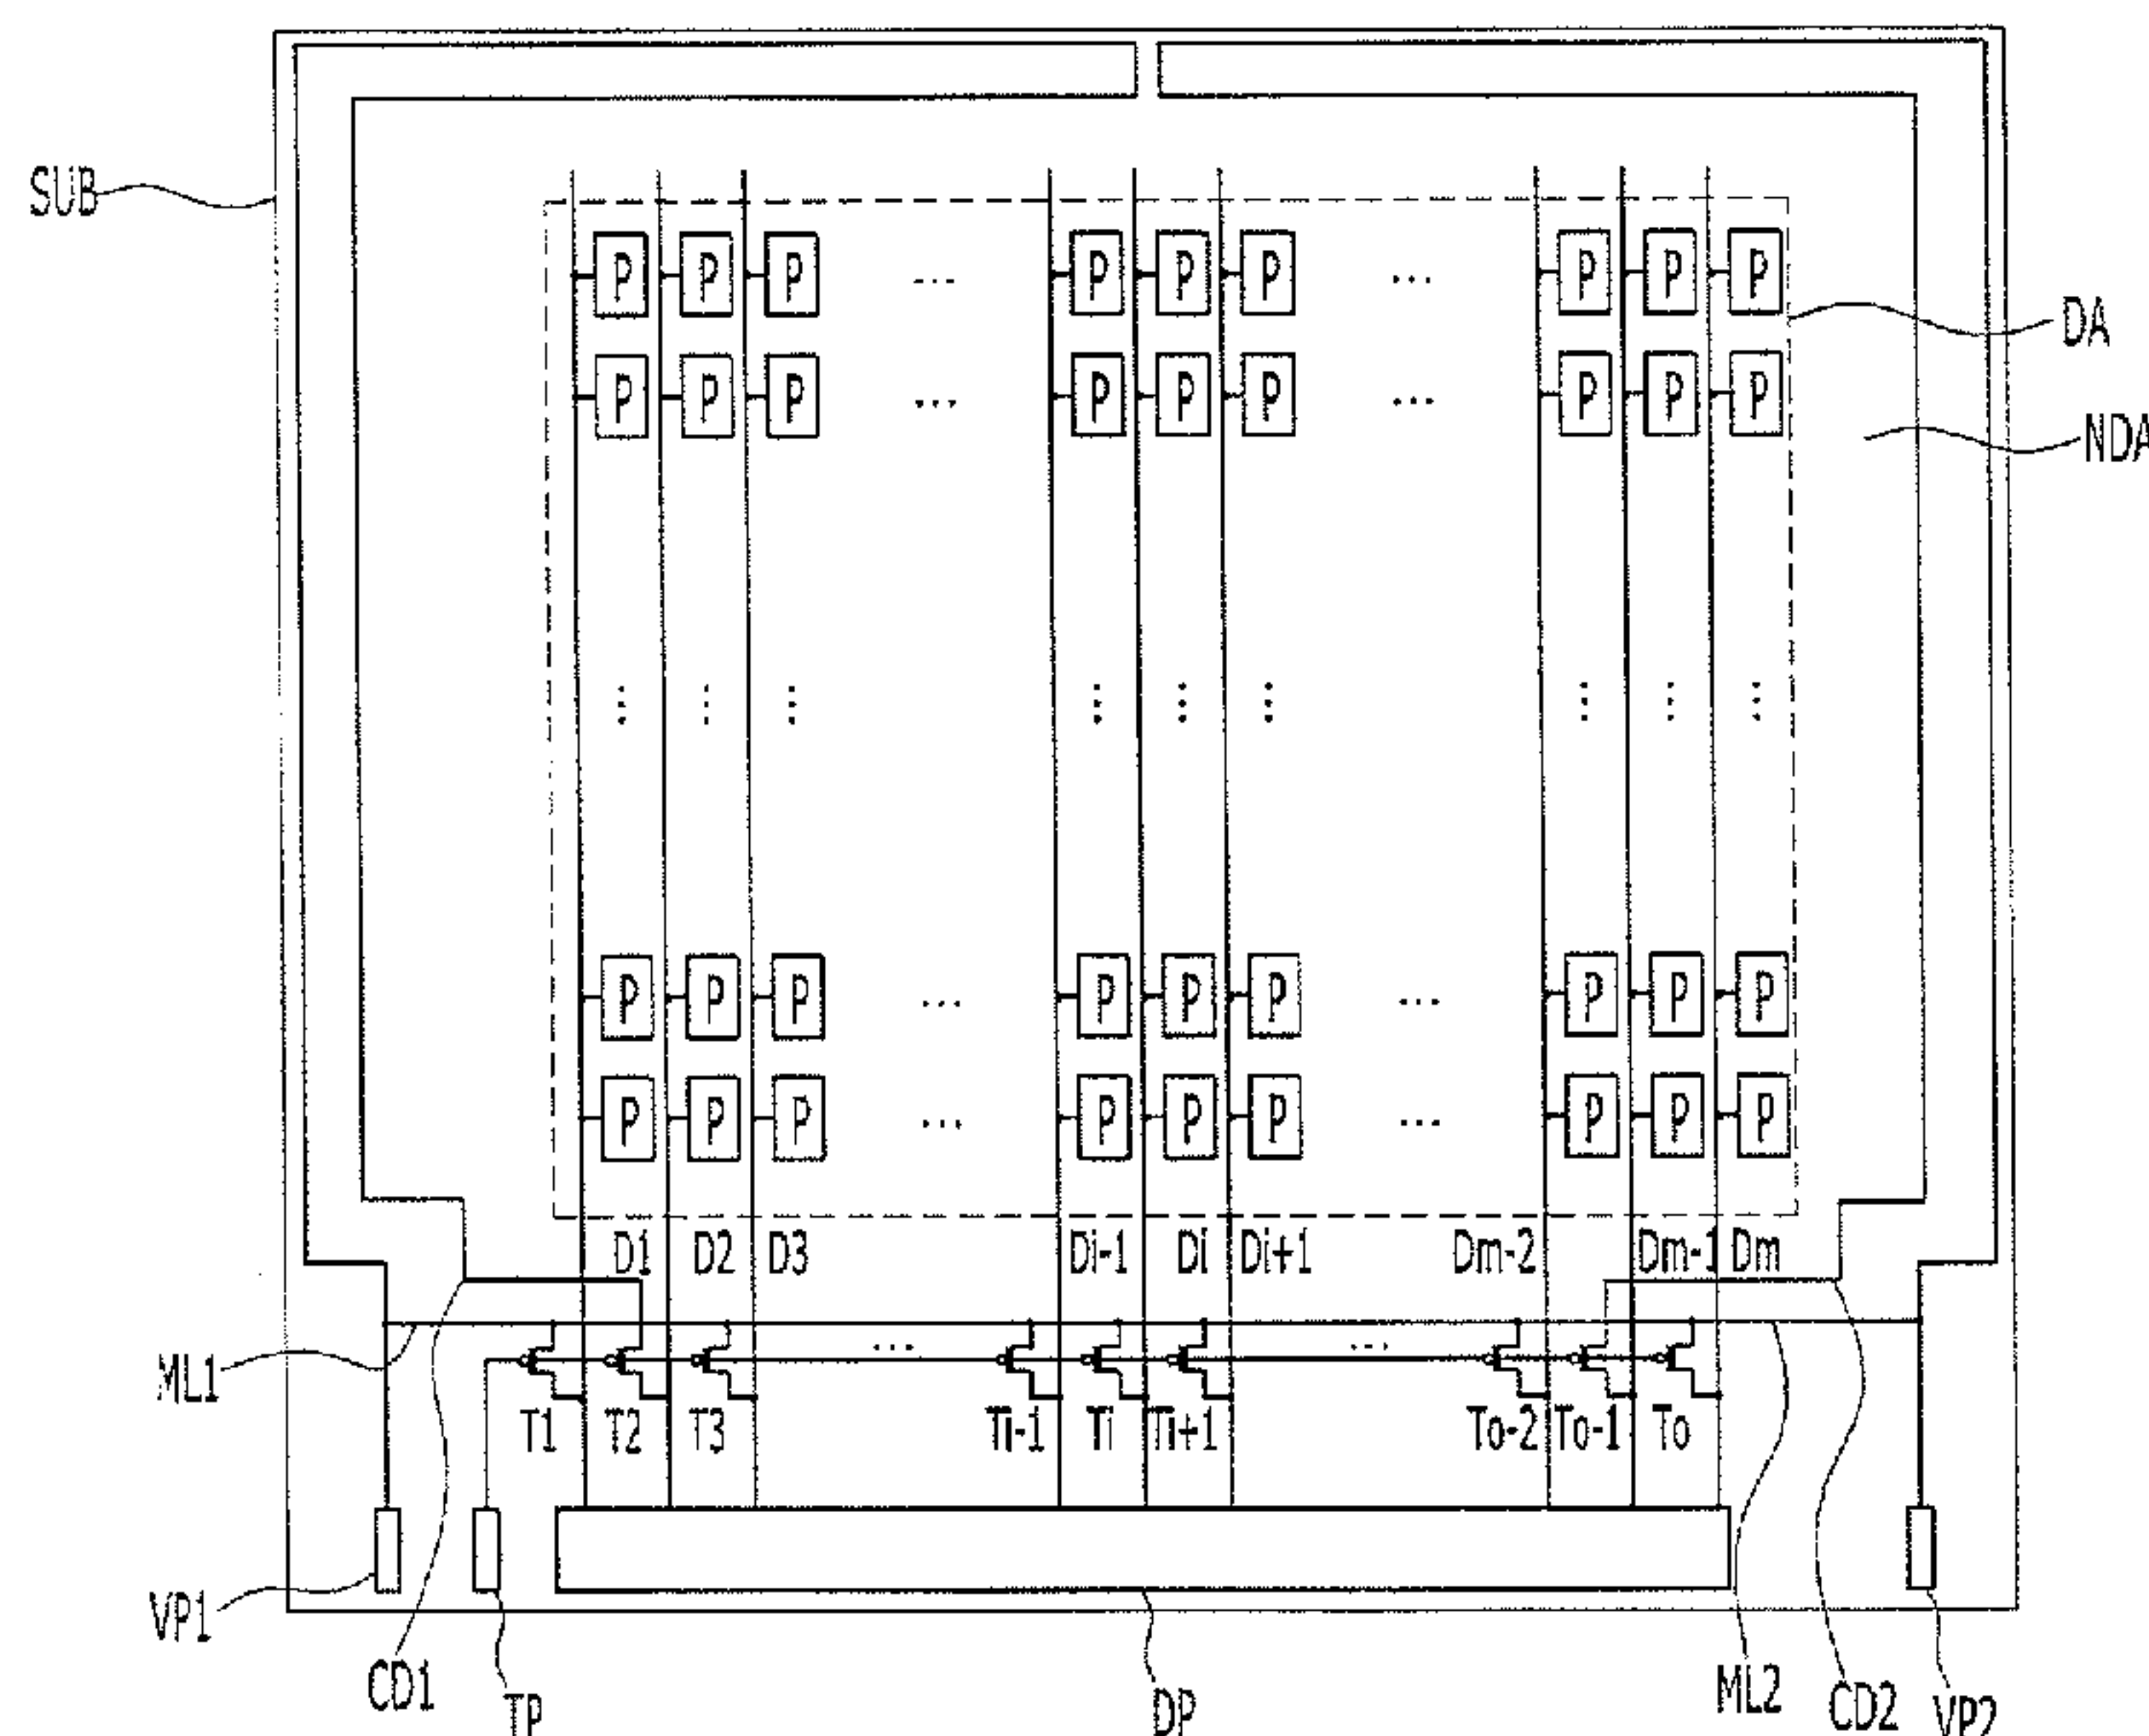 SUB
P P P ... P P P ... P P P
DA
P P P ... P P P ... P P P
NDA
P P P ... P P P ... P P P
P P P ... P P P ... P P P
D1 D2 D3 Di-1 Di Di+1 Dm-2 Dm-1 Dm
... ...
ML1
T1 T2 T3 Ti-1 Ti Ti+1 To-2 To-1 To
VP1
CD1 TP DP ML2 CD2 VP2